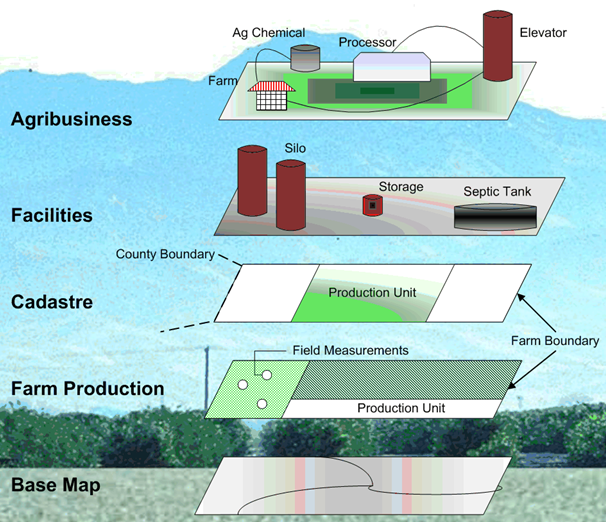 Ag Chemical
Processor
Elevator
Farm
Agribusiness
Silo
Storage
Septic Tank
Facilities
County Boundary
Production Unit
Cadastre
Farm Boundary
Field Measurements
Farm Production
Production Unit
Base Map